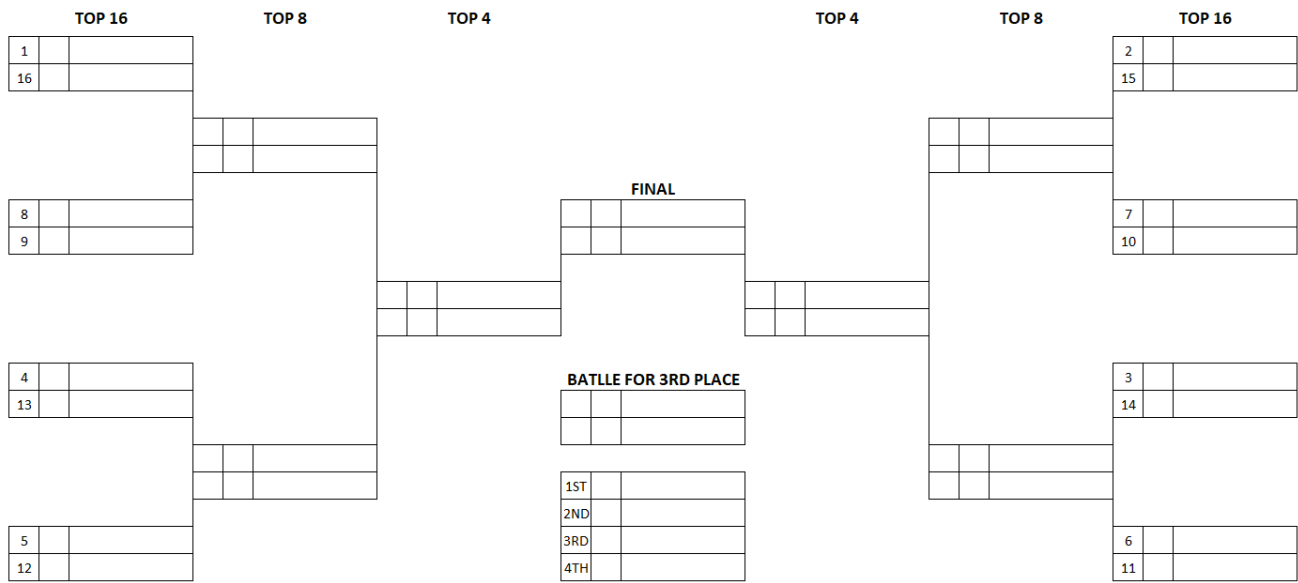 TOP 16 TOP 8 TOP 4 TOP 4 TOP 8 TOP 16
1 2
16 15
FINAL
8 7
9 10
4 3
BATLLE FOR 3RD PLACE
13 14
1ST
2ND
5 3RD 6
12 4TH 11